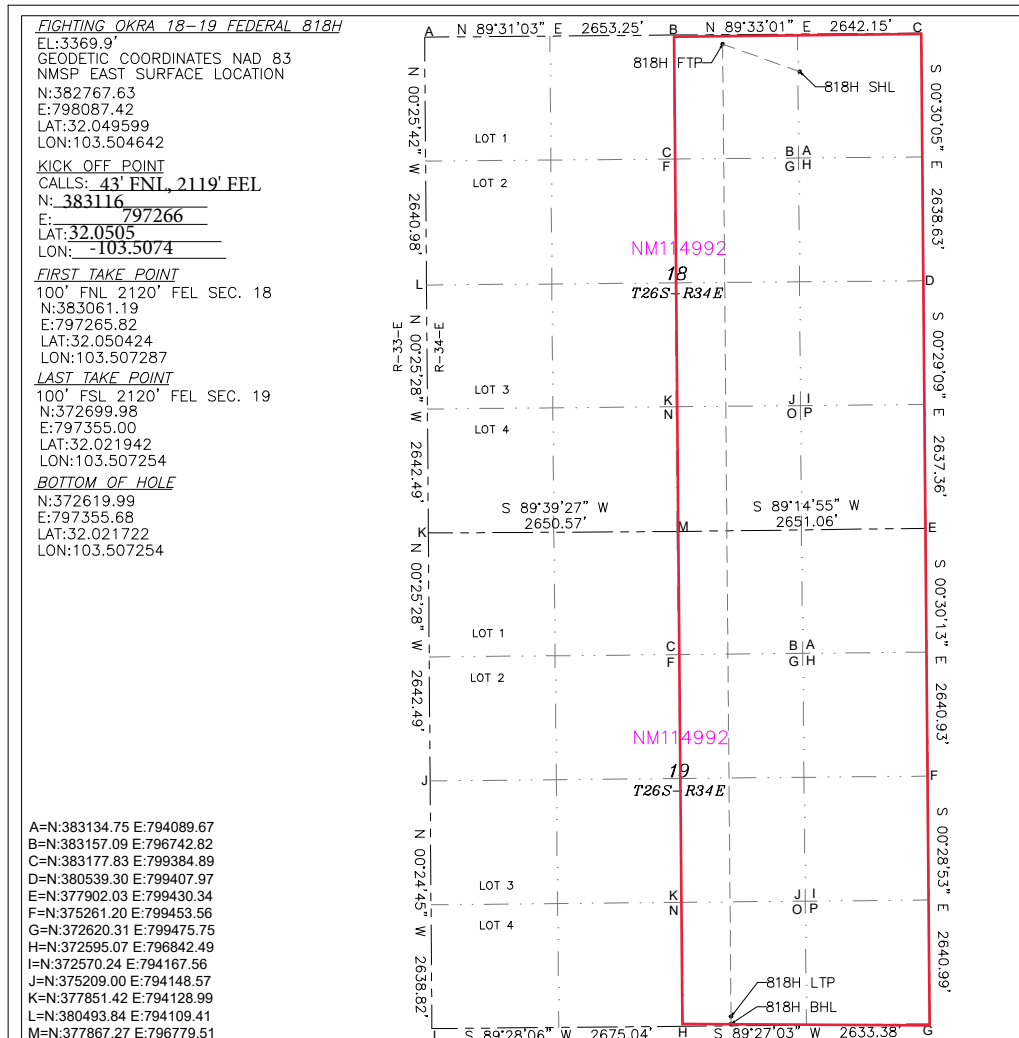 FIGHTING OKRA 18-19 FEDERAL 818H
EL:3369.9'
GEODETIC COORDINATES NAD 83
NMSP EAST SURFACE LOCATION
N:382767.63
E:798087.42
LAT:32.049599
LON:103.504642
KICK OFF POINT
CALLS: 43' FNL, 2119' FEL
N: 383116
E: 797266
LAT:32.0505
LON: -103.5074
FIRST TAKE POINT
100' FNL 2120' FEL SEC. 18
N:383061.19
E:797265.82
LAT:32.050424
LON:103.507287
LAST TAKE POINT
100' FSL 2120' FEL SEC. 19
N:372699.98
E:797355.00
LAT:32.021942
LON:103.507254
BOTTOM OF HOLE
N:372619.99
E:797355.68
LAT:32.021722
LON:103.507254
A=N:383134.75 E:794089.67
B=N:383157.09 E:796742.82
C=N:383177.83 E:799384.89
D=N:380539.30 E:799407.97
E=N:377902.03 E:799430.34
F=N:375261.20 E:799453.56
G=N:372620.31 E:799475.75
H=N:372595.07 E:796842.49
I=N:372570.24 E:794167.56
J=N:375209.00 E:794148.57
K=N:377851.42 E:794128.99
L=N:380493.84 E:794109.41
M=N:377867.27 E:796779.51
A N 89°31'03" E 2653.25' B N 89°33'01" E 2642.15' C
818H FTP
818H SHL
N 00°25'42" W 2640.98'
S 00°30'05" E 2638.63'
LOT 1
C B A
F G H
LOT 2
NM114992
18
L D
T26S-R34E
R-33-E
R-34-E
N 00°25'28" W 2642.49'
S 00°29'09" E 2637.36'
LOT 3
K J I
N O P
LOT 4
S 89°39'27" W
2650.57'
S 89°14'55" W
2651.06'
K M E
N 00°25'28" W 2642.49'
S 00°30'13" E 2640.93'
LOT 1
C B A
F G H
LOT 2
NM114992
19
J F
T26S-R34E
N 00°24'45" W 2638.82'
S 00°28'53" E 2640.99'
LOT 3
K J I
N O P
LOT 4
818H LTP
818H BHL
I S 89°28'06" W 2675.04' H S 89°27'03" W 2633.38' G